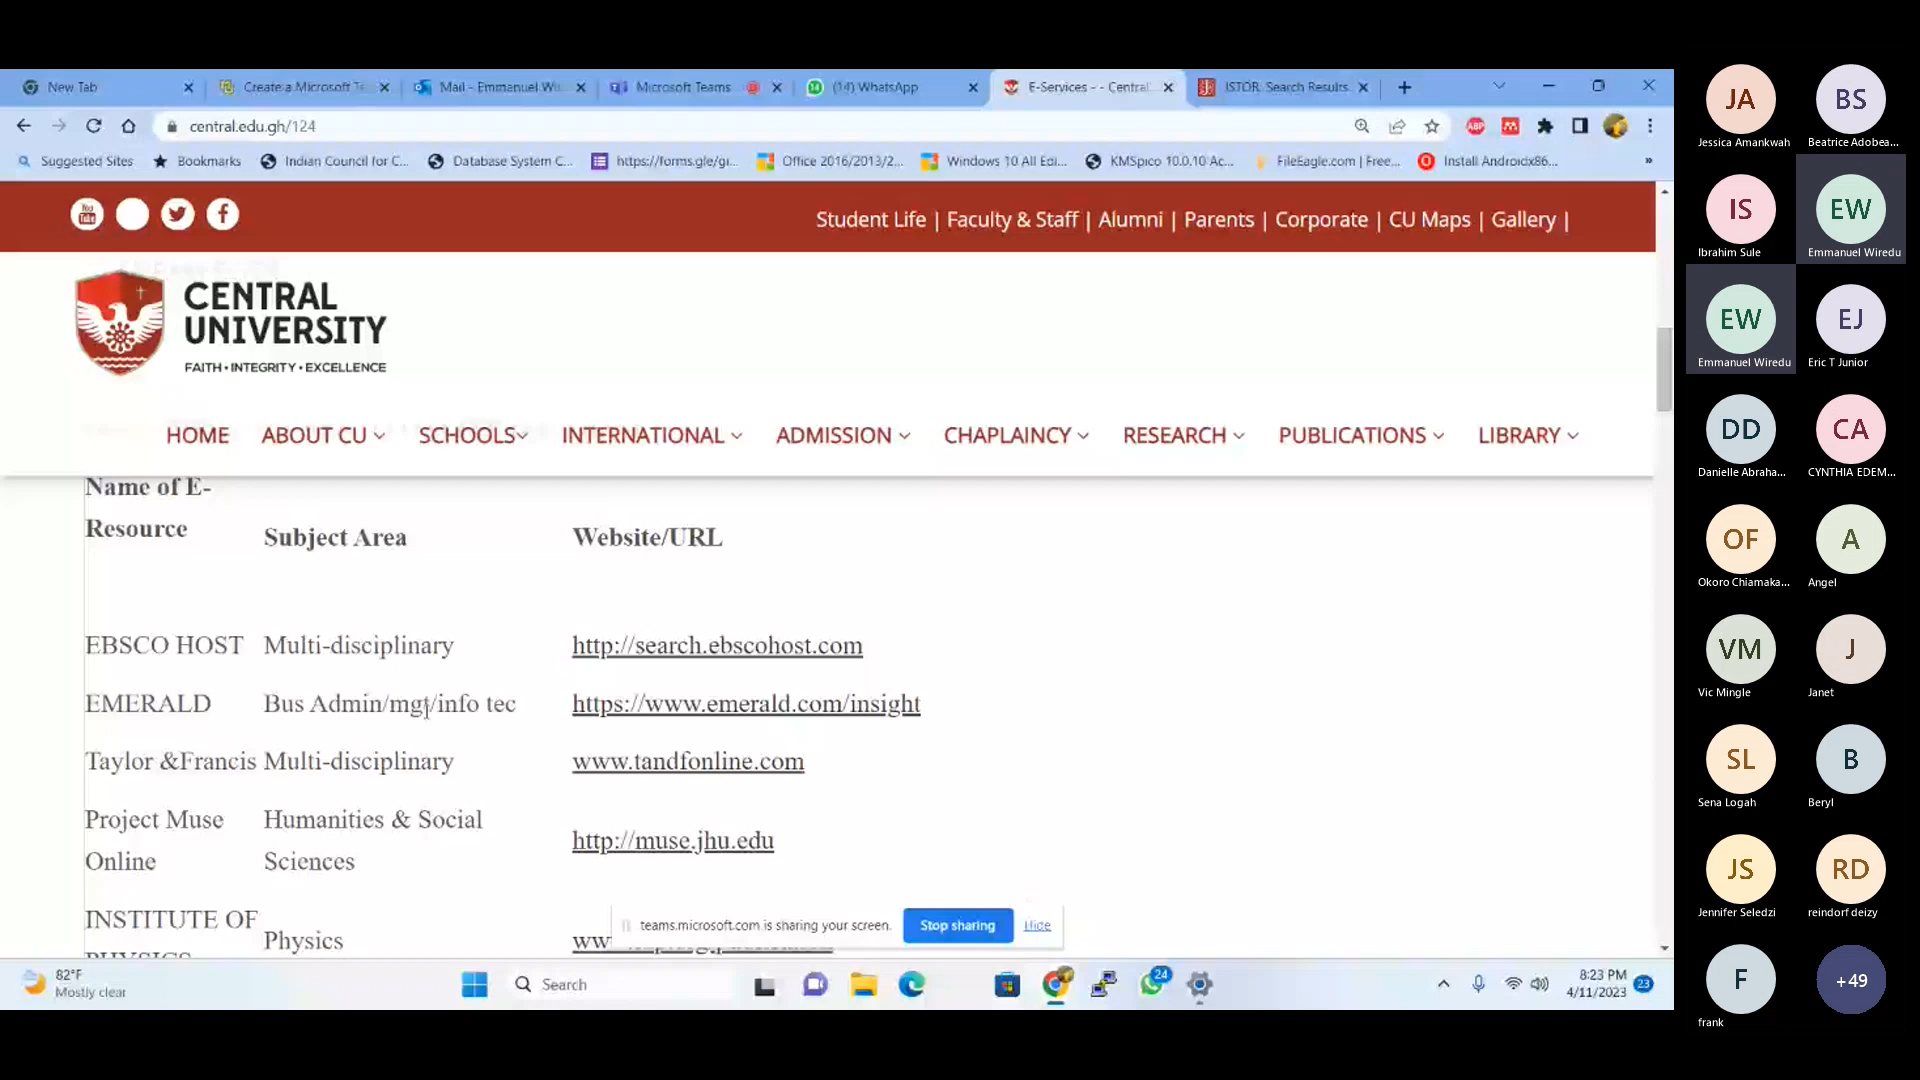 New Tab
Create a Microsoft Te
Mail - Emmanuel Wi
Microsoft Teams
(14) WhatsApp
E-Services - - Central
JSTOR: Search Results
central.edu.gh/124
ABP
Suggested Sites
Bookmarks
Indian Council for C...
Database System C...
https://forms.gle/gi...
Office 2016/2013/2...
Windows 10 All Edi...
KMSpico 10.0.10 Ac...
FileEagle.com | Free...
Install Androidx86...
»
You Tube
Student Life | Faculty & Staff | Alumni | Parents | Corporate | CU Maps | Gallery |
CENTRAL
UNIVERSITY
FAITH • INTEGRITY • EXCELLENCE
HOME ABOUT CU SCHOOLS INTERNATIONAL ADMISSION CHAPLAINCY RESEARCH PUBLICATIONS LIBRARY
Name of E-
Resource
Subject Area
Website/URL
EBSCO HOST Multi-disciplinary http://search.ebscohost.com
EMERALD Bus Admin/mgt/info tec https://www.emerald.com/insight
Taylor &Francis Multi-disciplinary www.tandfonline.com
Project Muse
Online
Humanities & Social
Sciences
http://muse.jhu.edu
INSTITUTE OF
PHYSICS
Physics
teams.microsoft.com is sharing your screen.
Stop sharing
Hide
82°F
Mostly clear
Search
24
8:23 PM
4/11/2023
23
JA
Jessica Amankwah
BS
Beatrice Adobea...
IS
Ibrahim Sule
EW
Emmanuel Wiredu
EW
Emmanuel Wiredu
EJ
Eric T Junior
DD
Danielle Abraha...
CA
CYNTHIA EDEM...
OF
Okoro Chiamaka...
A
Angel
VM
Vic Mingle
J
Janet
SL
Sena Logah
B
Beryl
JS
Jennifer Seledzi
RD
reindorf deizy
F
frank
+49